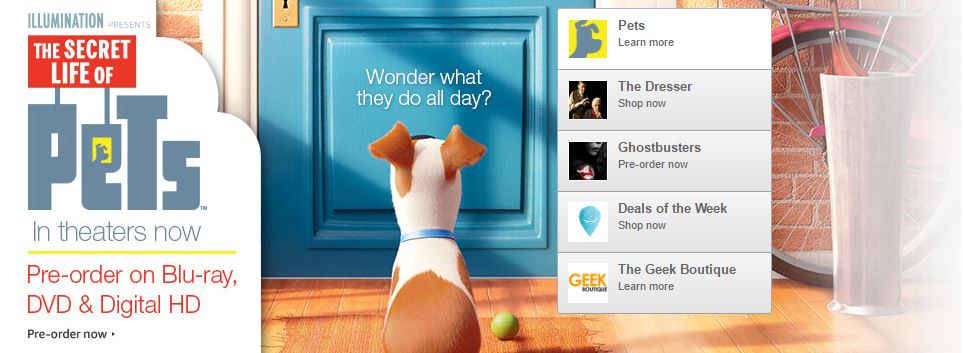 ILLUMINATION PRESENTS
THE SECRET
LIFE OF
PETS™
In theaters now
Pre-order on Blu-ray,
DVD & Digital HD
Pre-order now
Wonder what
they do all day?
Pets
Learn more
The Dresser
Shop now
Ghostbusters
Pre-order now
Deals of the Week
Shop now
GEEK
BOUTIQUE
The Geek Boutique
Learn more